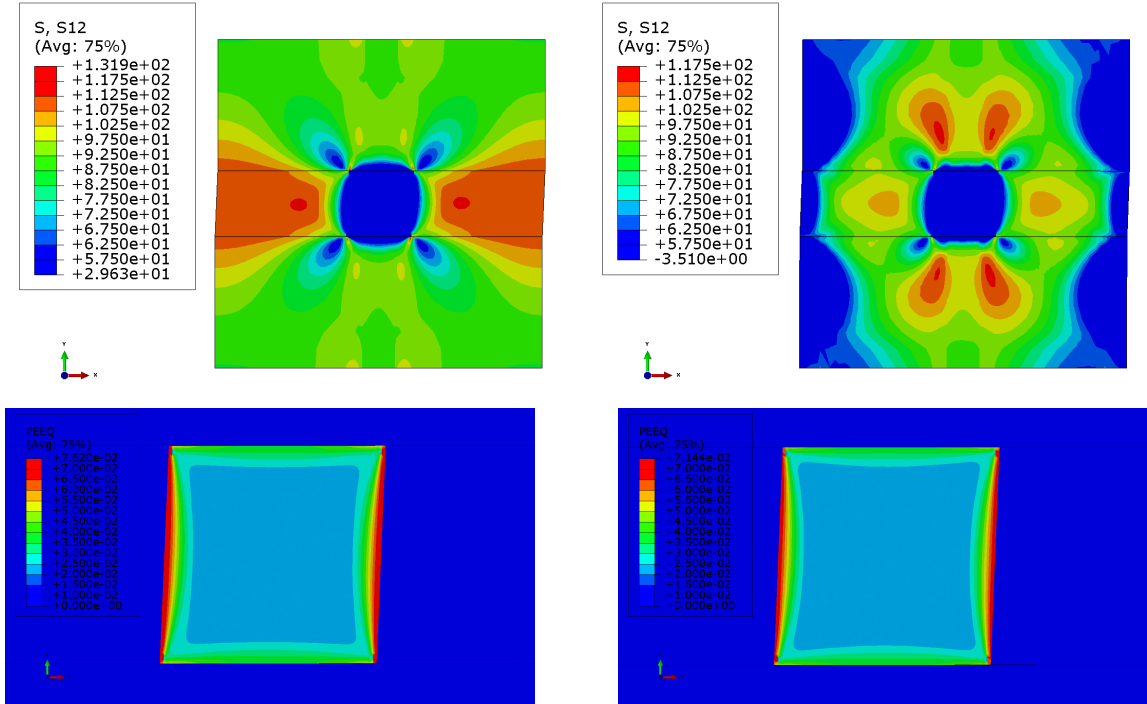 S, S12
(Avg: 75%)
+1.319e+02
+1.175e+02
+1.125e+02
+1.075e+02
+1.025e+02
+9.750e+01
+9.250e+01
+8.750e+01
+8.250e+01
+7.750e+01
+7.250e+01
+6.750e+01
+6.250e+01
+5.750e+01
+2.963e+01
Y
X
S, S12
(Avg: 75%)
+1.175e+02
+1.125e+02
+1.075e+02
+1.025e+02
+9.750e+01
+9.250e+01
+8.750e+01
+8.250e+01
+7.750e+01
+7.250e+01
+6.750e+01
+6.250e+01
+5.750e+01
-3.510e+00
Y
X
PEEQ
(Avg: 75%)
+7.620e-02
+7.000e-02
+6.500e-02
+6.000e-02
+5.500e-02
+5.000e-02
+4.500e-02
+4.000e-02
+3.500e-02
+3.000e-02
+2.500e-02
+2.000e-02
+1.500e-02
+1.000e-02
+0.000e+00
PEEQ
(Avg: 75%)
+7.144e-02
+7.000e-02
+6.500e-02
+6.000e-02
+5.500e-02
+5.000e-02
+4.500e-02
+4.000e-02
+3.500e-02
+3.000e-02
+2.500e-02
+2.000e-02
+1.500e-02
+1.000e-02
+0.000e+00